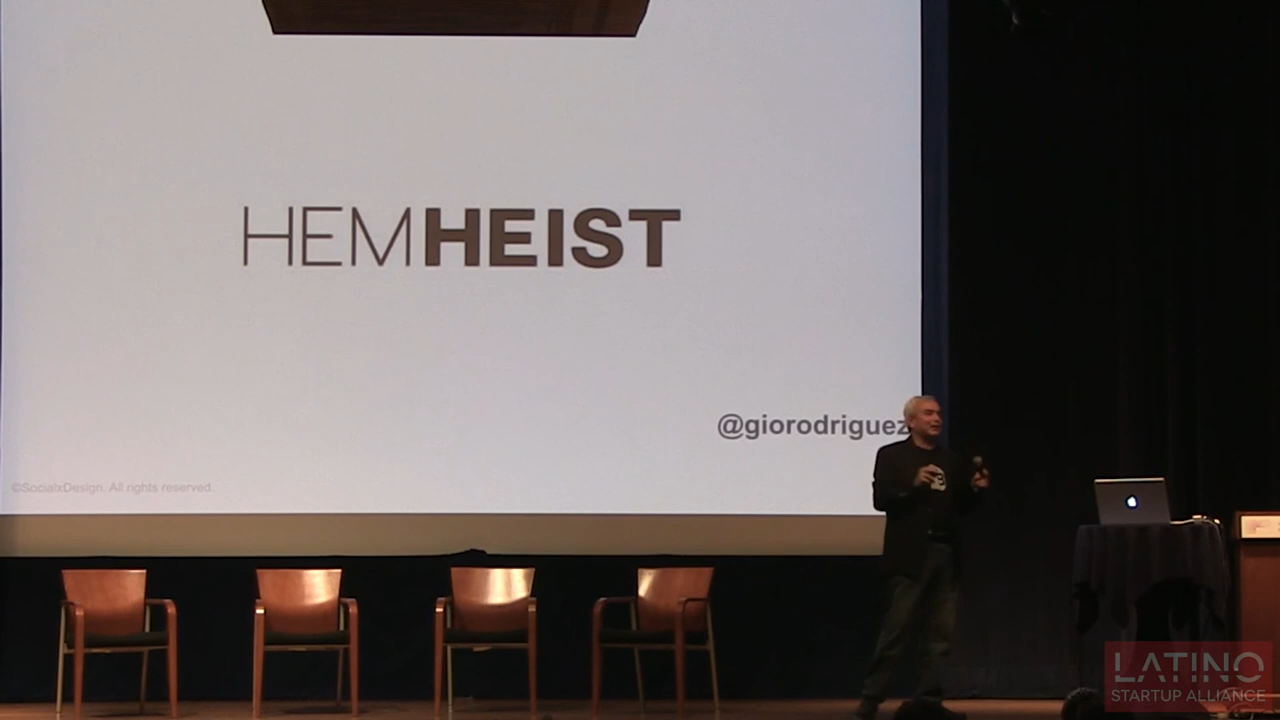 HEMHEIST
@giorodriguez
©SocialxDesign. All rights reserved.
LATINO
STARTUP ALLIANCE